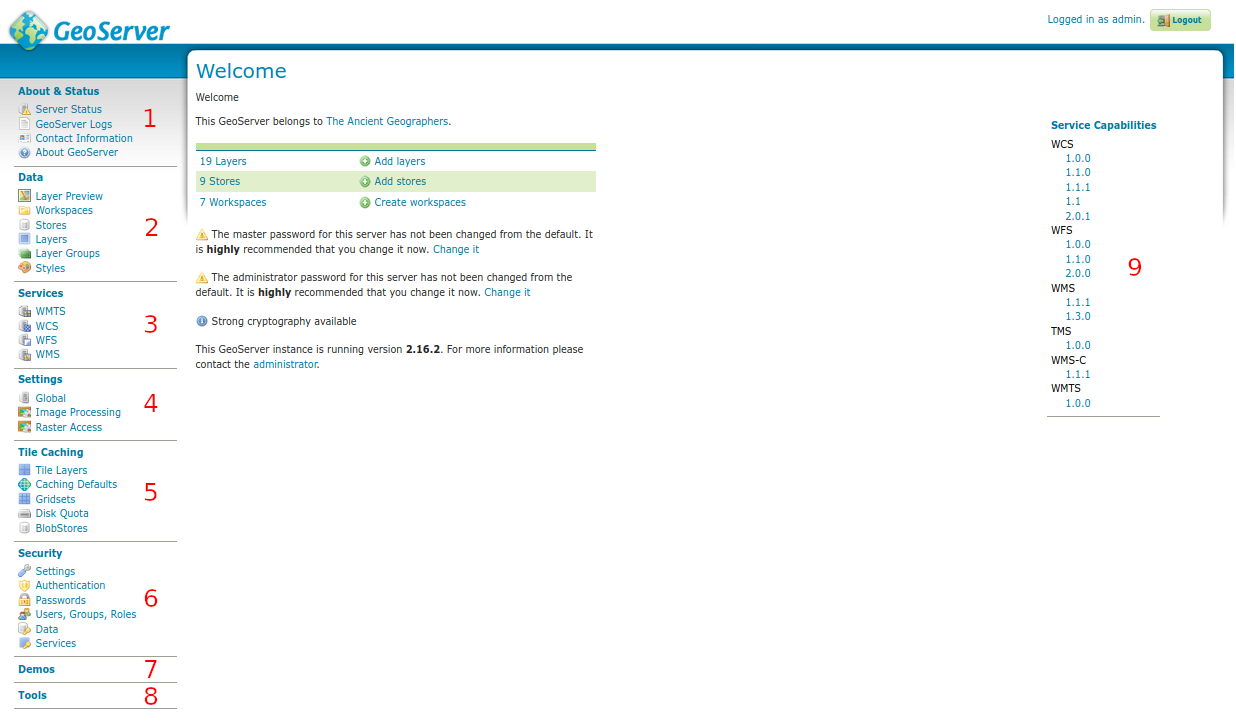 GeoServer
Logged in as admin. Logout
About & Status
Server Status
GeoServer Logs
Contact Information
About GeoServer
1
Data
Layer Preview
Workspaces
Stores
Layers
Layer Groups
Styles
2
Services
WMTS
WCS
WFS
WMS
3
Settings
Global
Image Processing
Raster Access
4
Tile Caching
Tile Layers
Caching Defaults
Gridsets
Disk Quota
BlobStores
5
Security
Settings
Authentication
Passwords
Users, Groups, Roles
Data
Services
6
Demos 7
Tools 8
Welcome
Welcome
This GeoServer belongs to The Ancient Geographers.
19 Layers Add layers
9 Stores Add stores
7 Workspaces Create workspaces
The master password for this server has not been changed from the default. It
is highly recommended that you change it now. Change it
The administrator password for this server has not been changed from the
default. It is highly recommended that you change it now. Change it
Strong cryptography available
This GeoServer instance is running version 2.16.2. For more information please
contact the administrator.
Service Capabilities
WCS
1.0.0
1.1.0
1.1.1
1.1
2.0.1
WFS
1.0.0
1.1.0
2.0.0
WMS
1.1.1
1.3.0
TMS
1.0.0
WMS-C
1.1.1
WMTS
1.0.0
9